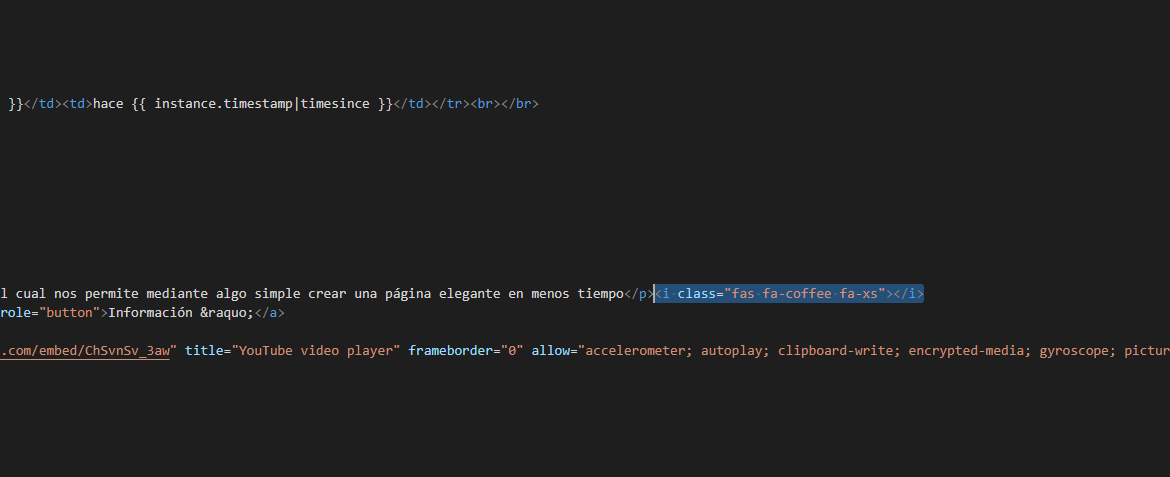 }}</td><td>hace {{ instance.timestamp|timesince }}</td></tr><br></br>
l cual nos permite mediante algo simple crear una página elegante en menos tiempo</p><i class="fas fa-coffee fa-xs"></i>
role="button">Información &raquo;</a>
.com/embed/ChSvnSv_3aw" title="YouTube video player" frameborder="0" allow="accelerometer; autoplay; clipboard-write; encrypted-media; gyroscope; pictur